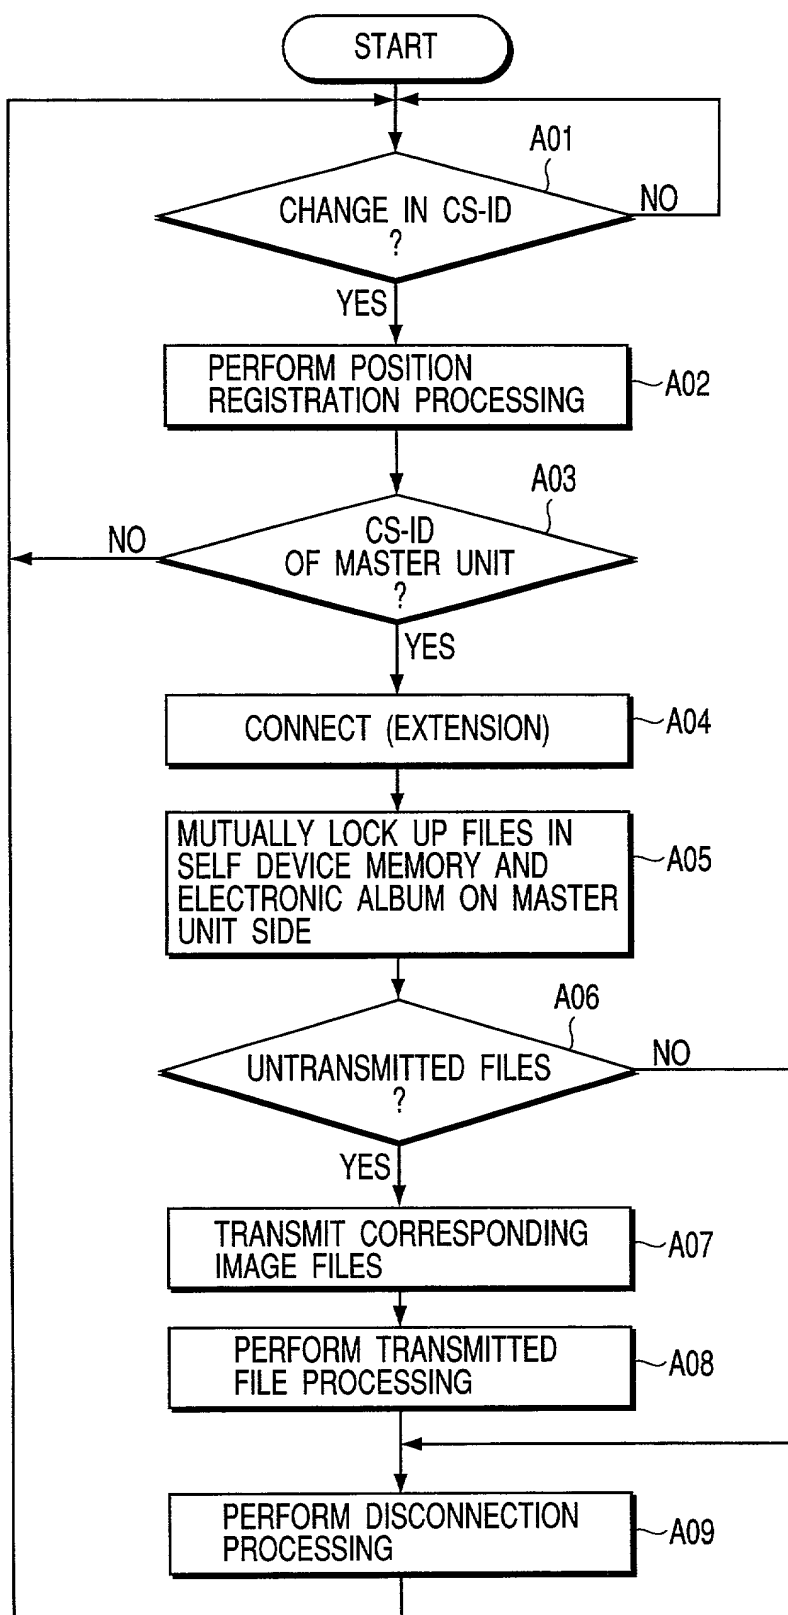 START
A01
CHANGE IN CS-ID
?
NO
YES
PERFORM POSITION
REGISTRATION PROCESSING
A02
A03
CS-ID
OF MASTER UNIT
?
NO
YES
CONNECT (EXTENSION)
A04
MUTUALLY LOCK UP FILES IN
SELF DEVICE MEMORY AND
ELECTRONIC ALBUM ON MASTER
UNIT SIDE
A05
A06
UNTRANSMITTED FILES
?
NO
YES
TRANSMIT CORRESPONDING
IMAGE FILES
A07
PERFORM TRANSMITTED
FILE PROCESSING
A08
PERFORM DISCONNECTION
PROCESSING
A09